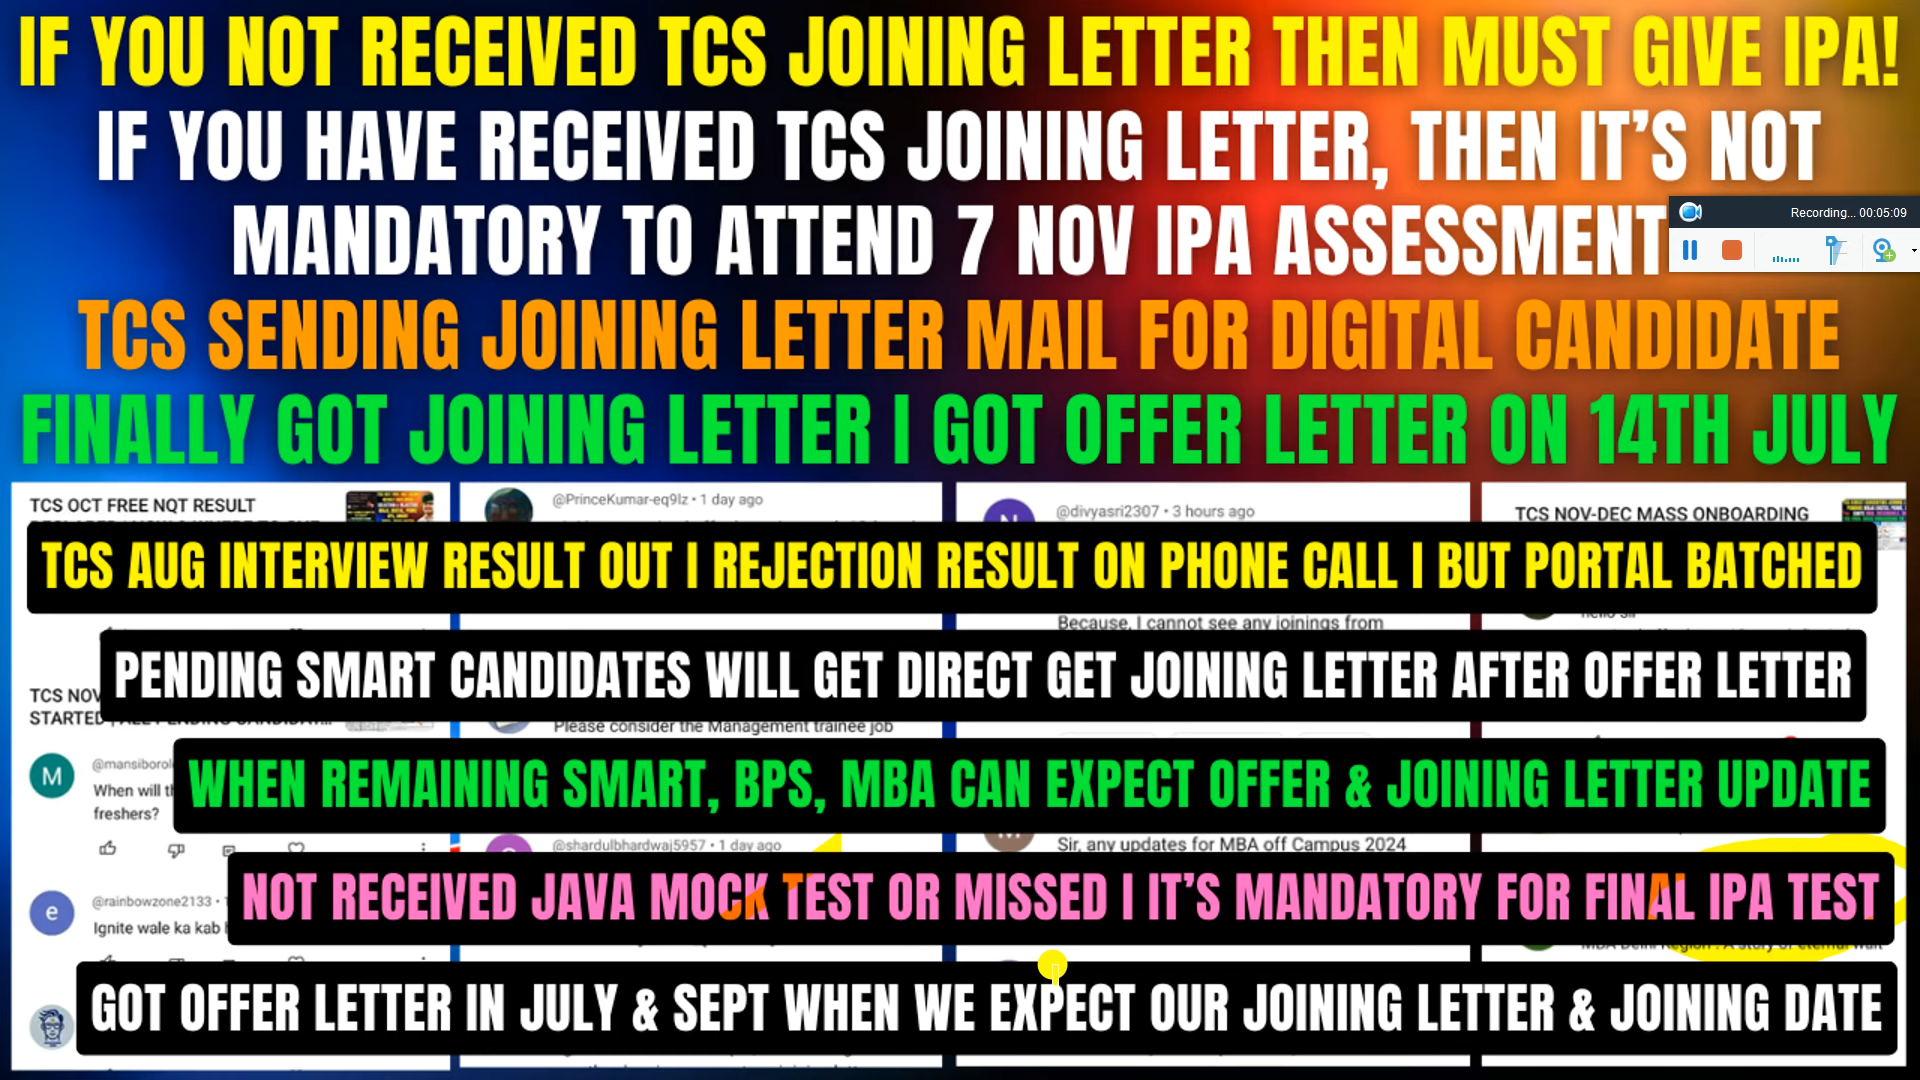 IF YOU NOT RECEIVED TCS JOINING LETTER THEN MUST GIVE IPA!
IF YOU HAVE RECEIVED TCS JOINING LETTER, THEN IT'S NOT
MANDATORY TO ATTEND 7 NOV IPA ASSESSMENT
Recording... 00:05:09
TCS SENDING JOINING LETTER MAIL FOR DIGITAL CANDIDATE
FINALLY GOT JOINING LETTER I GOT OFFER LETTER ON 14TH JULY
TCS OCT FREE NQT RESULT
@PrinceKumar-eq9lz • 1 day ago
@divyasri2307 • 3 hours ago
TCS NOV-DEC MASS ONBOARDING
TCS AUG INTERVIEW RESULT OUT I REJECTION RESULT ON PHONE CALL I BUT PORTAL BATCHED
Because, I cannot see any joinings from
PENDING SMART CANDIDATES WILL GET DIRECT GET JOINING LETTER AFTER OFFER LETTER
TCS NOV
STARTED
Please consider the Management trainee job
@mansiborol
When will th
freshers?
WHEN REMAINING SMART, BPS, MBA CAN EXPECT OFFER & JOINING LETTER UPDATE
@shardulbhardwaj5957 • 1 day ago
Sir, any updates for MBA off Campus 2024
NOT RECEIVED JAVA MOCK TEST OR MISSED I IT'S MANDATORY FOR FINAL IPA TEST
@rainbowzone2133 •
Ignite wale ka kab
MBA Delhi Region : A story of eternal wait
GOT OFFER LETTER IN JULY & SEPT WHEN WE EXPECT OUR JOINING LETTER & JOINING DATE